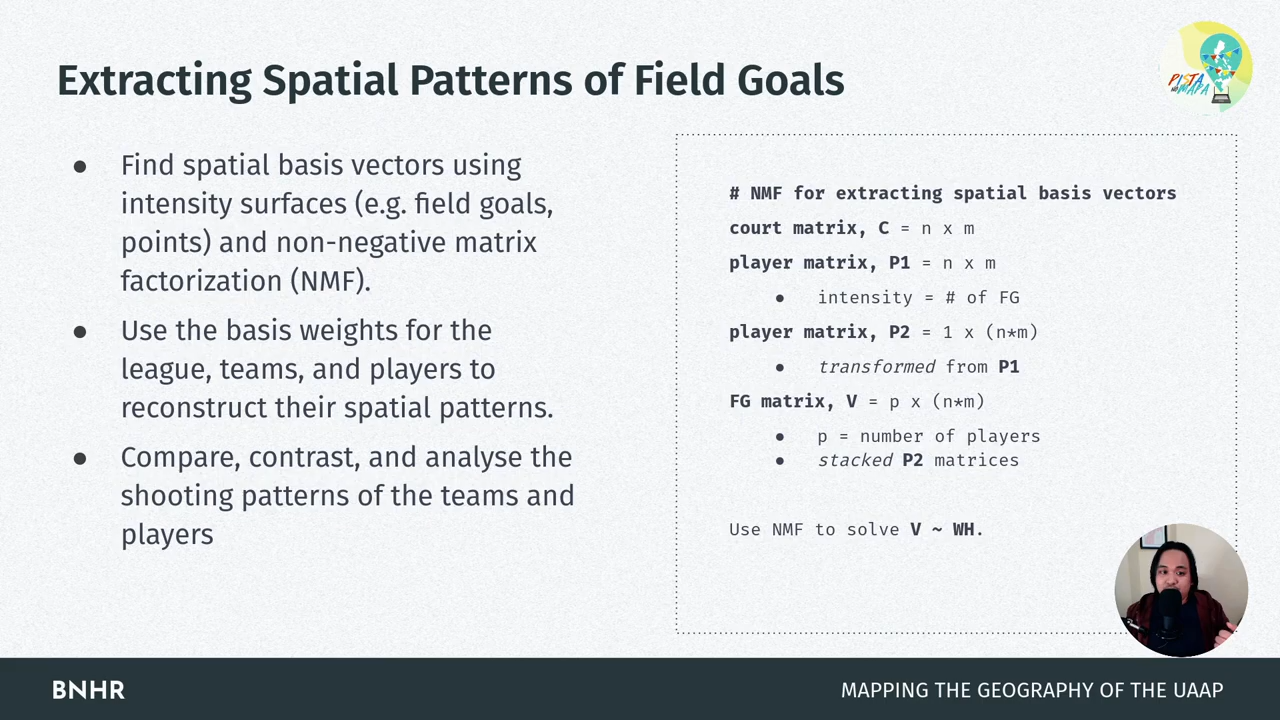 Extracting Spatial Patterns of Field Goals
PISTA
NG MAPA
● Find spatial basis vectors using
intensity surfaces (e.g. field goals,
points) and non-negative matrix
factorization (NMF).
● Use the basis weights for the
league, teams, and players to
reconstruct their spatial patterns.
● Compare, contrast, and analyse the
shooting patterns of the teams and
players
# NMF for extracting spatial basis vectors
court matrix, C = n x m
player matrix, P1 = n x m
● intensity = # of FG
player matrix, P2 = 1 x (n*m)
● transformed from P1
FG matrix, V = p x (n*m)
● p = number of players
● stacked P2 matrices
Use NMF to solve V ~ WH.
BNHR
MAPPING THE GEOGRAPHY OF THE UAAP